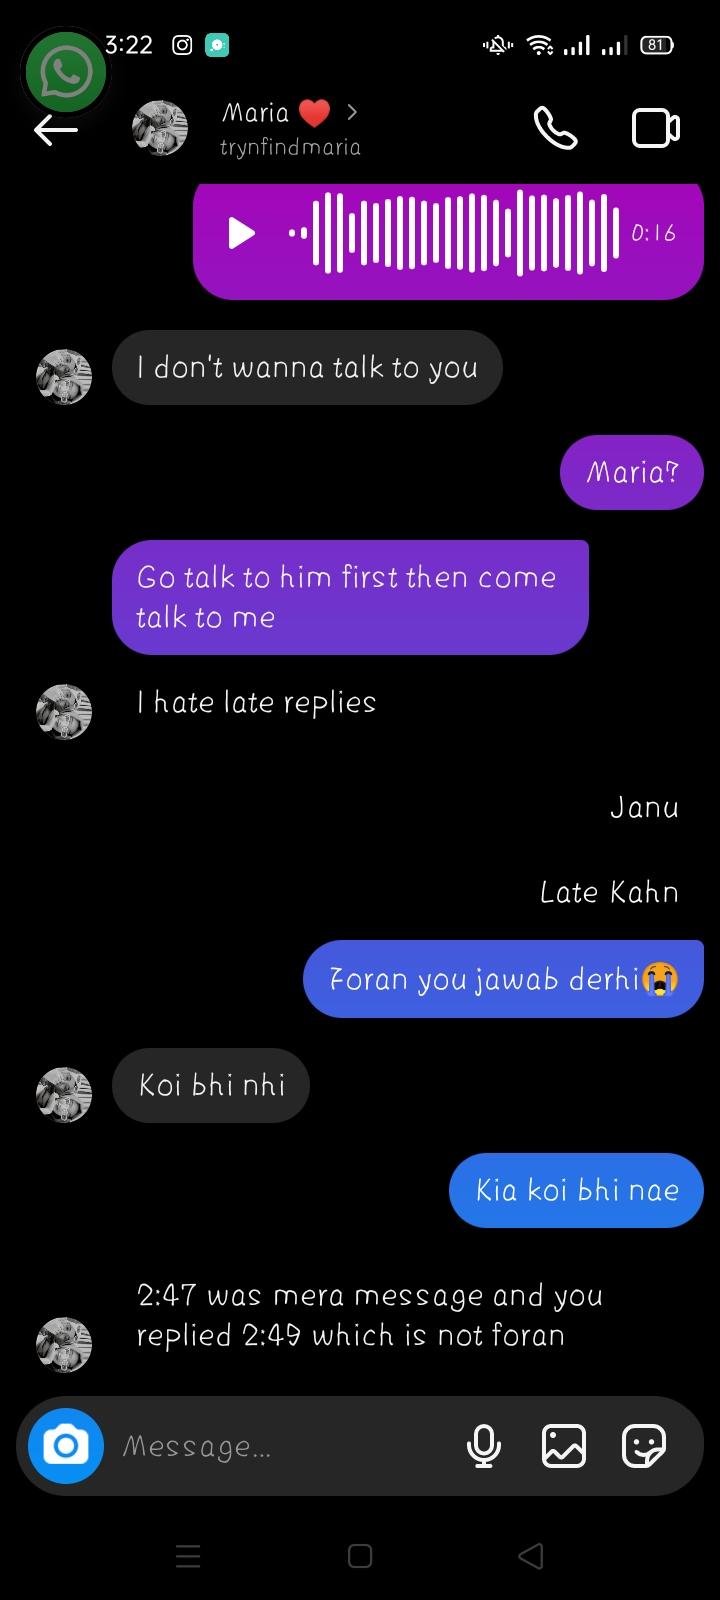 3:22
81
Maria ❤️ >
trynfindmaria
0:16
I don't wanna talk to you
Maria?
Go talk to him first then come
talk to me
I hate late replies
Janu
Late Kahn
Foran you jawab derhi😭
Koi bhi nhi
Kia koi bhi nae
2:47 was mera message and you
replied 2:49 which is not foran
Message...